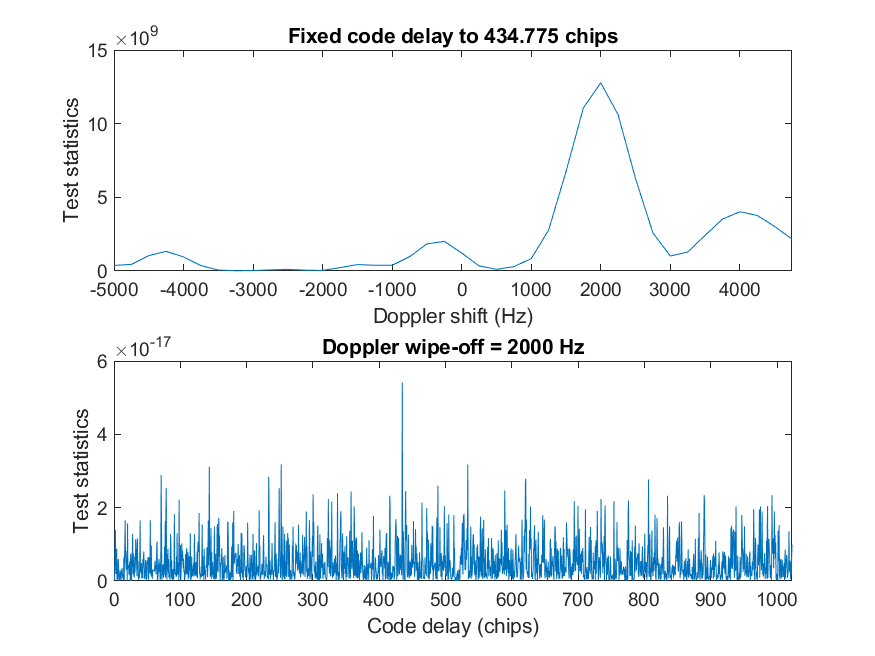 Fixed code delay to 434.775 chips
×10^9
15
10
5
0
Test statistics
-5000 -4000 -3000 -2000 -1000 0 1000 2000 3000 4000
Doppler shift (Hz)
Doppler wipe-off = 2000 Hz
×10^-17
6
4
2
0
Test statistics
0 100 200 300 400 500 600 700 800 900 1000
Code delay (chips)